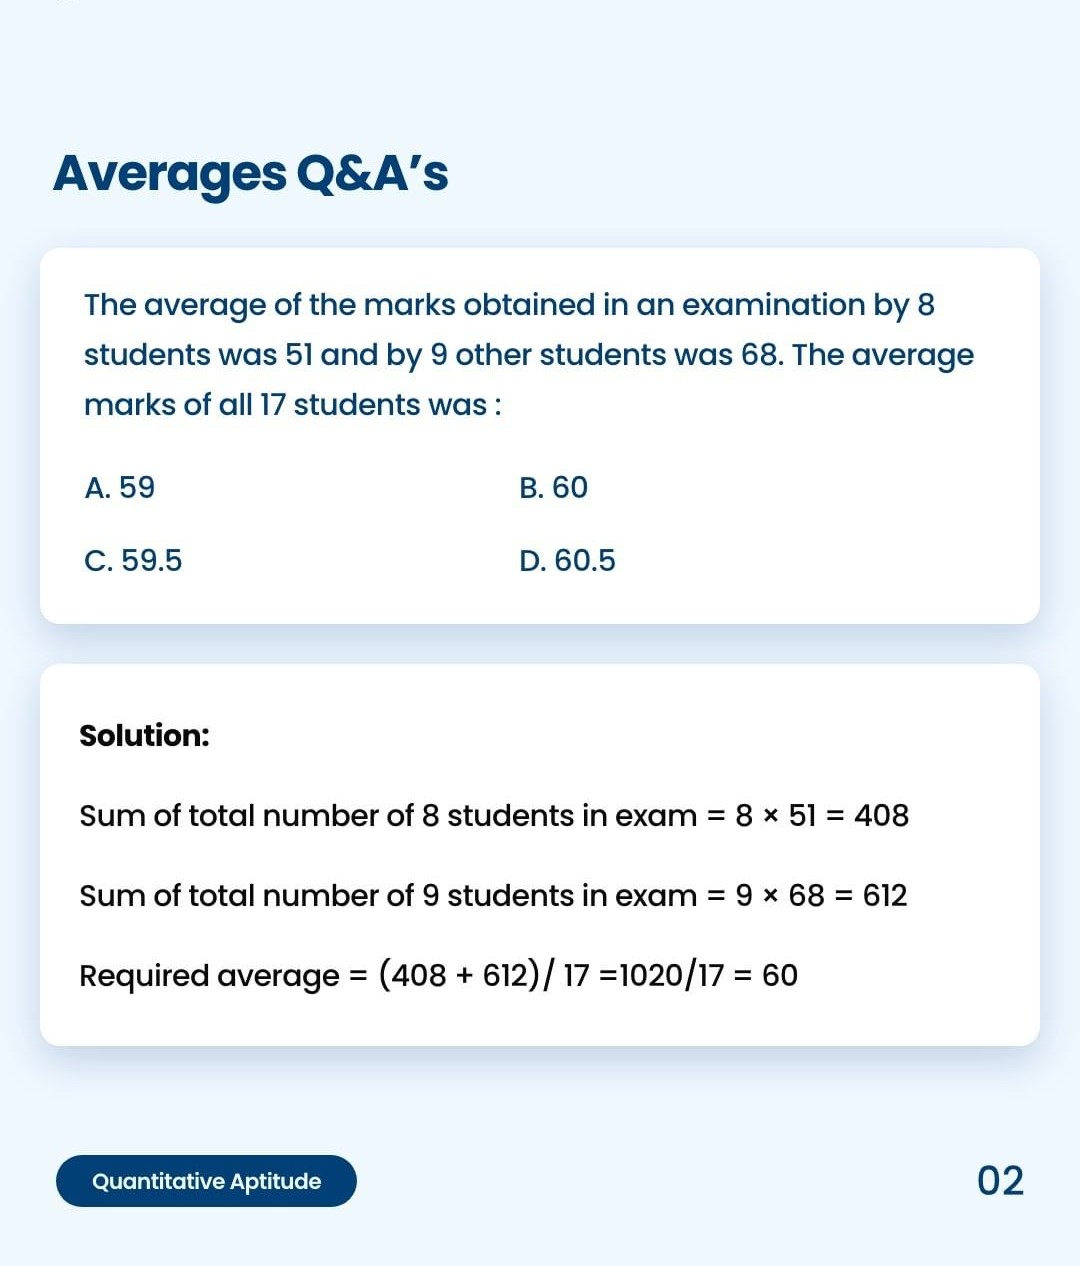 Averages Q&A’s
The average of the marks obtained in an examination by 8
students was 51 and by 9 other students was 68. The average
marks of all 17 students was :
A. 59 B. 60
C. 59.5 D. 60.5
Solution:
Sum of total number of 8 students in exam = 8 × 51 = 408
Sum of total number of 9 students in exam = 9 × 68 = 612
Required average = (408 + 612)/ 17 =1020/17 = 60
Quantitative Aptitude 02